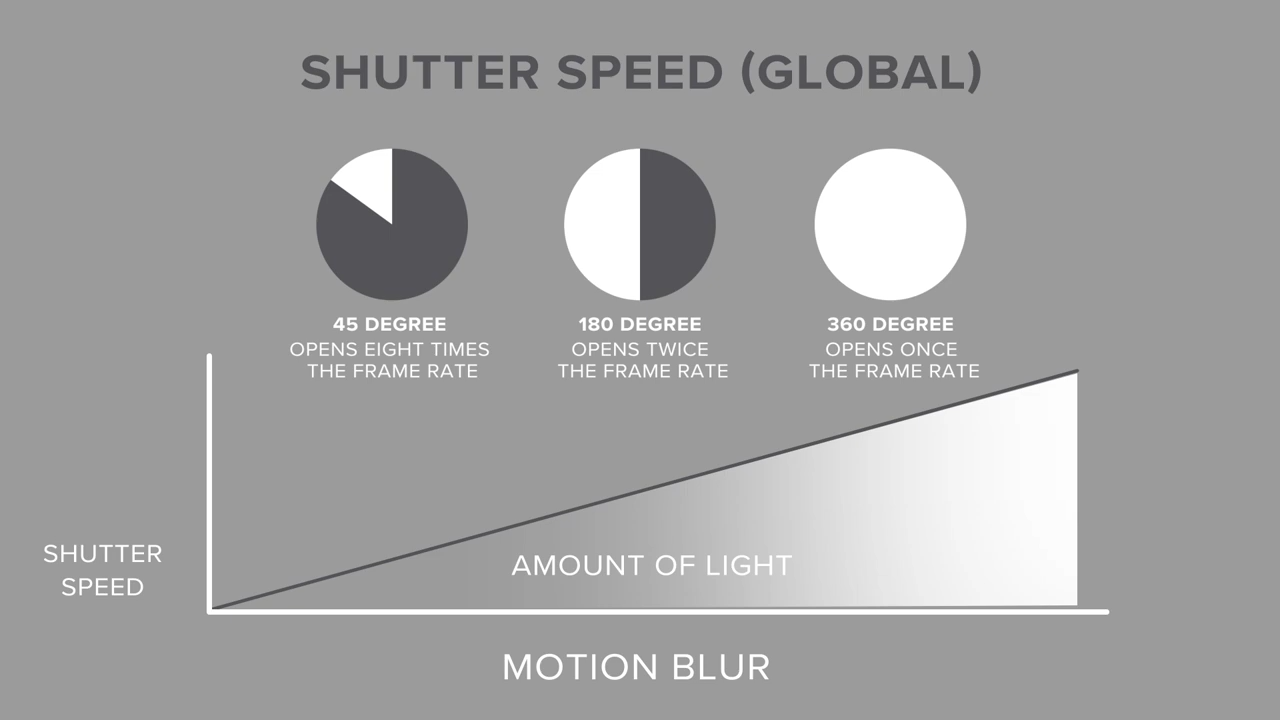 SHUTTER SPEED (GLOBAL)
45 DEGREE
OPENS EIGHT TIMES
THE FRAME RATE
180 DEGREE
OPENS TWICE
THE FRAME RATE
360 DEGREE
OPENS ONCE
THE FRAME RATE
SHUTTER
SPEED
AMOUNT OF LIGHT
MOTION BLUR